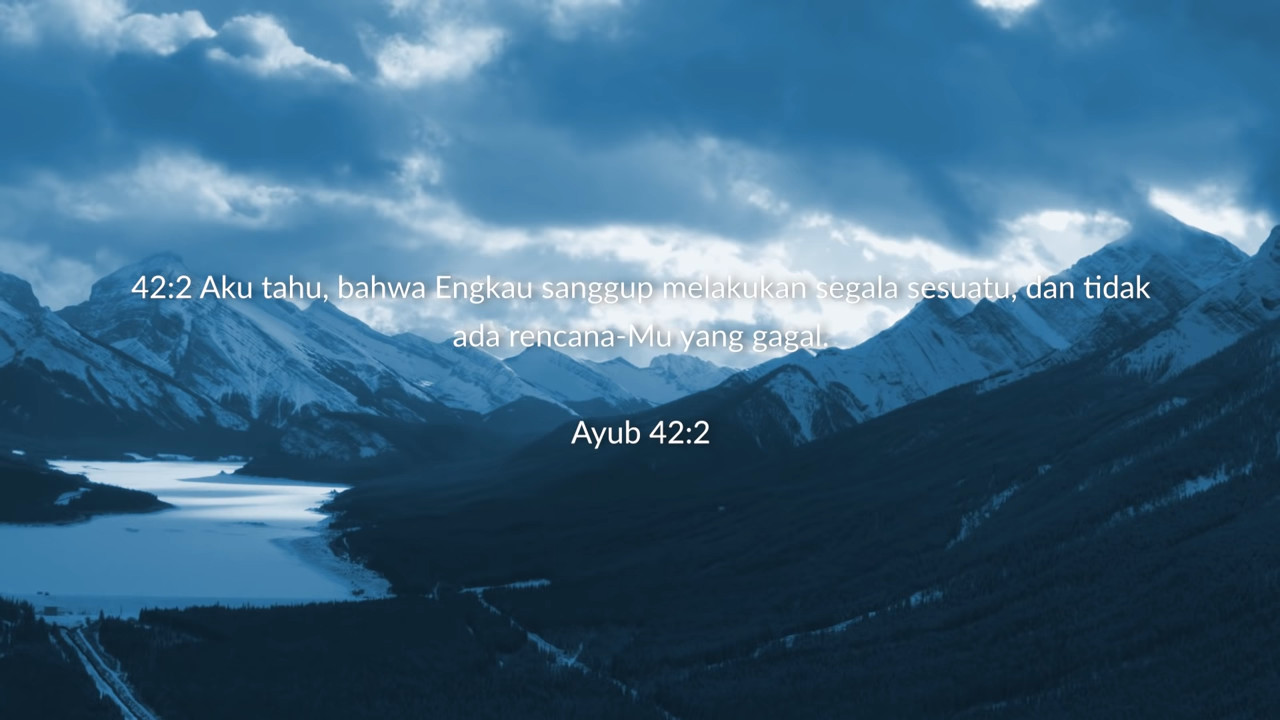 42:2 Aku tahu, bahwa Engkau sanggup melakukan segala sesuatu, dan tidak
ada rencana-Mu yang gagal.
Ayub 42:2